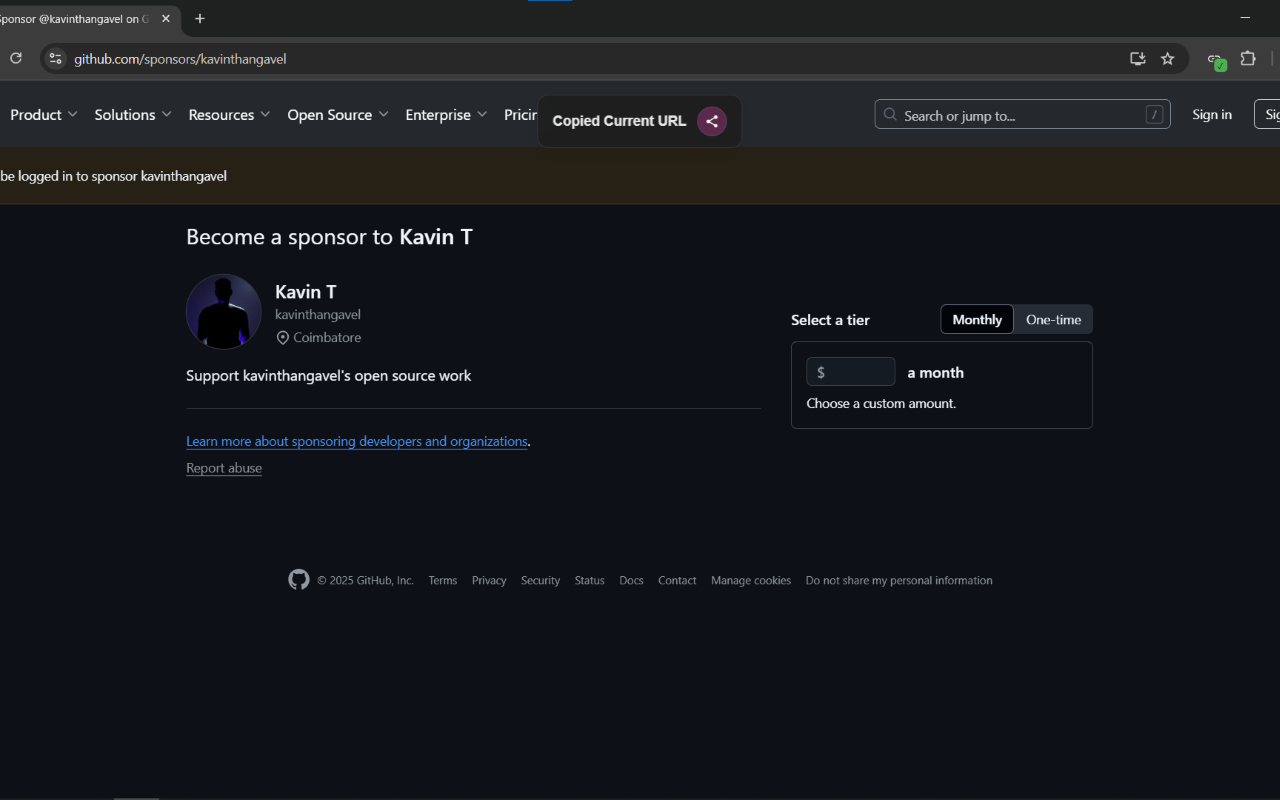 Sponsor @kavinthangavel on G
github.com/sponsors/kavinthangavel
Product Solutions Resources Open Source Enterprise Pricin
Copied Current URL
Search or jump to... /
Sign in
Sig
be logged in to sponsor kavinthangavel
Become a sponsor to Kavin T
Kavin T
kavinthangavel
Coimbatore
Support kavinthangavel's open source work
Learn more about sponsoring developers and organizations.
Report abuse
Select a tier
Monthly One-time
$ a month
Choose a custom amount.
© 2025 GitHub, Inc. Terms Privacy Security Status Docs Contact Manage cookies Do not share my personal information